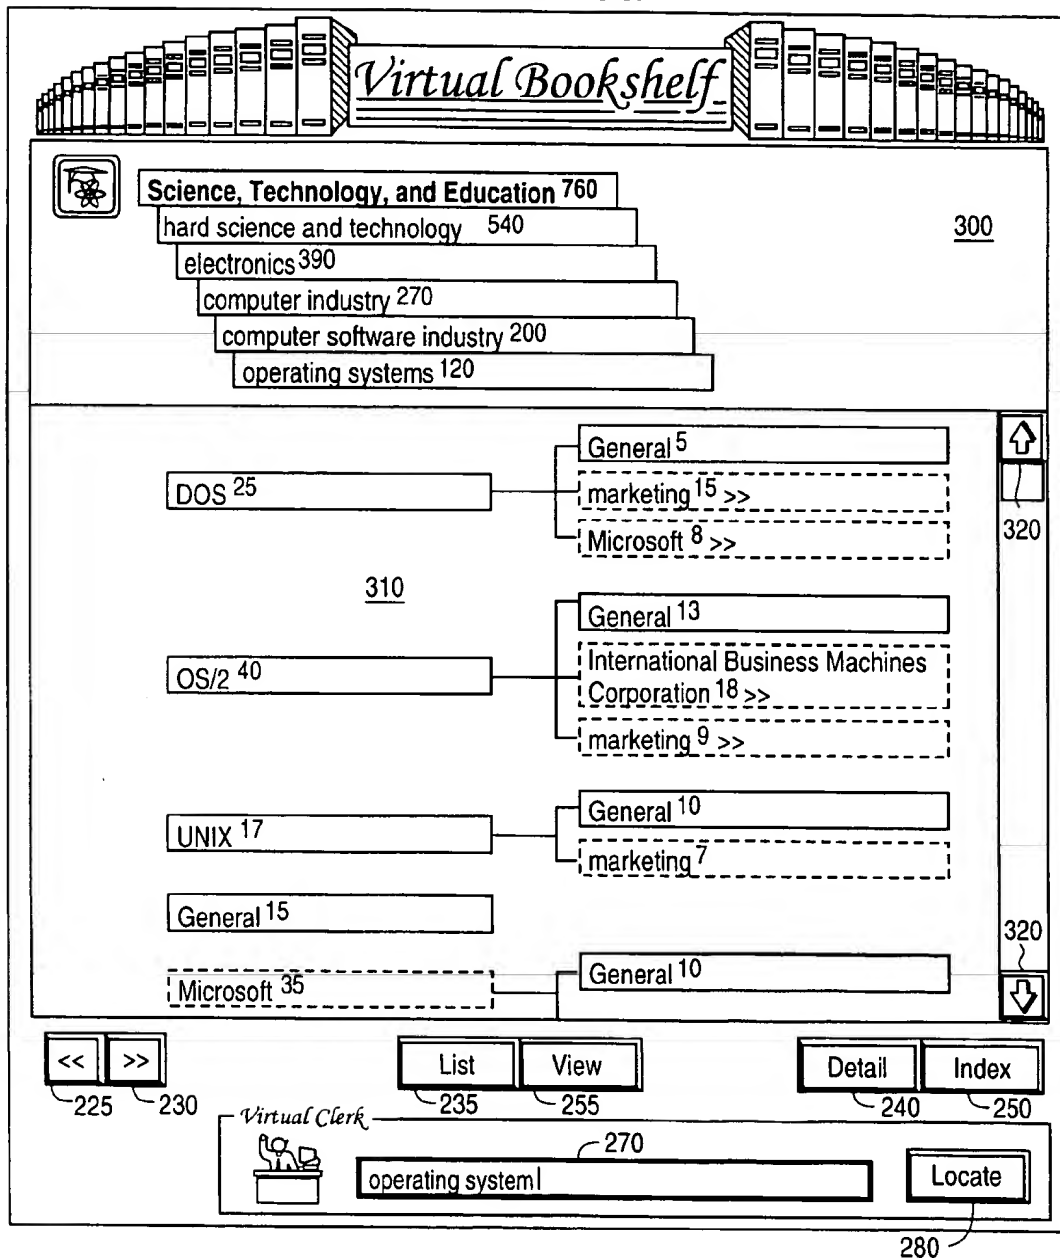 Virtual Bookshelf
Science, Technology, and Education 760
hard science and technology 540
300
electronics 390
computer industry 270
computer software industry 200
operating systems 120
General 5
DOS 25
marketing 15 >>
Microsoft 8 >>
320
310
General 13
OS/2 40
International Business Machines
Corporation 18 >>
marketing 9 >>
General 10
UNIX 17
marketing 7
General 15
320
General 10
Microsoft 35
<< >> List View Detail Index
225 230 235 255 240 250
Virtual Clerk
270
operating system
Locate
280